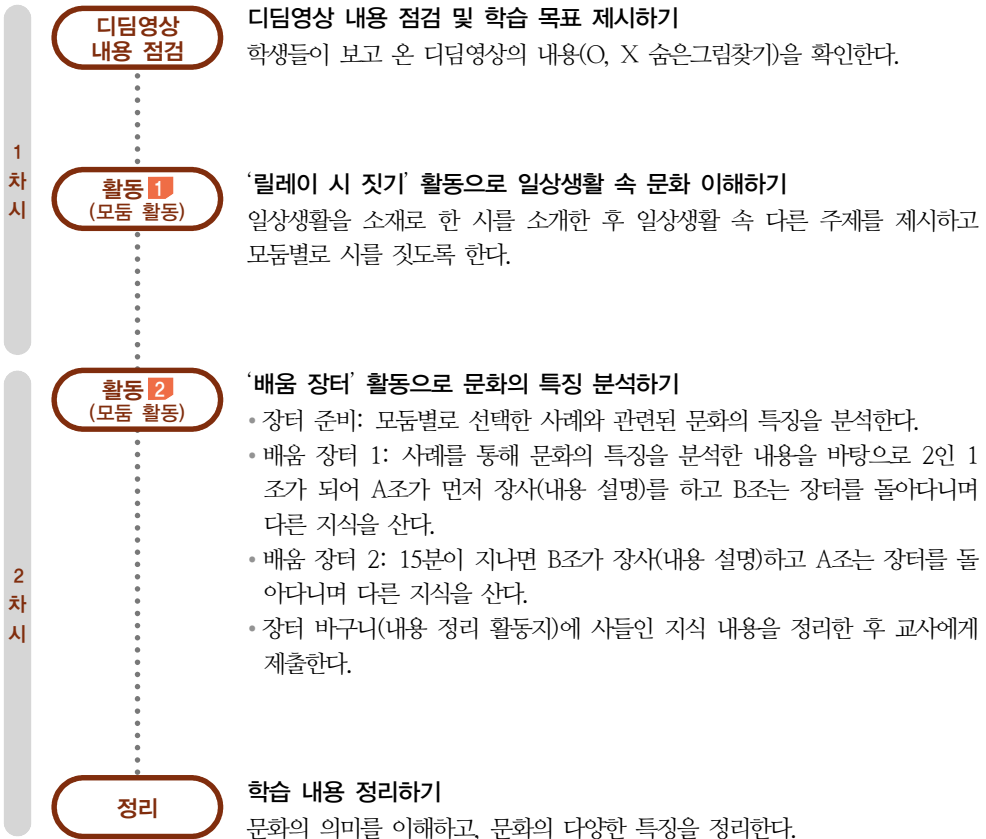 1
차
시
디딤영상
내용 점검
디딤영상 내용 점검 및 학습 목표 제시하기
학생들이 보고 온 디딤영상의 내용(O, X 숨은그림찾기)을 확인한다.
활동 1
(모둠 활동)
‘릴레이 시 짓기’ 활동으로 일상생활 속 문화 이해하기
일상생활을 소재로 한 시를 소개한 후 일상생활 속 다른 주제를 제시하고
모둠별로 시를 짓도록 한다.
2
차
시
활동 2
(모둠 활동)
‘배움 장터’ 활동으로 문화의 특징 분석하기
• 장터 준비: 모둠별로 선택한 사례와 관련된 문화의 특징을 분석한다.
• 배움 장터 1: 사례를 통해 문화의 특징을 분석한 내용을 바탕으로 2인 1
조가 되어 A조가 먼저 장사(내용 설명)를 하고 B조는 장터를 돌아다니며
다른 지식을 산다.
• 배움 장터 2: 15분이 지나면 B조가 장사(내용 설명)하고 A조는 장터를 돌
아다니며 다른 지식을 산다.
• 장터 바구니(내용 정리 활동지)에 사들인 지식 내용을 정리한 후 교사에게
제출한다.
정리
학습 내용 정리하기
문화의 의미를 이해하고, 문화의 다양한 특징을 정리한다.